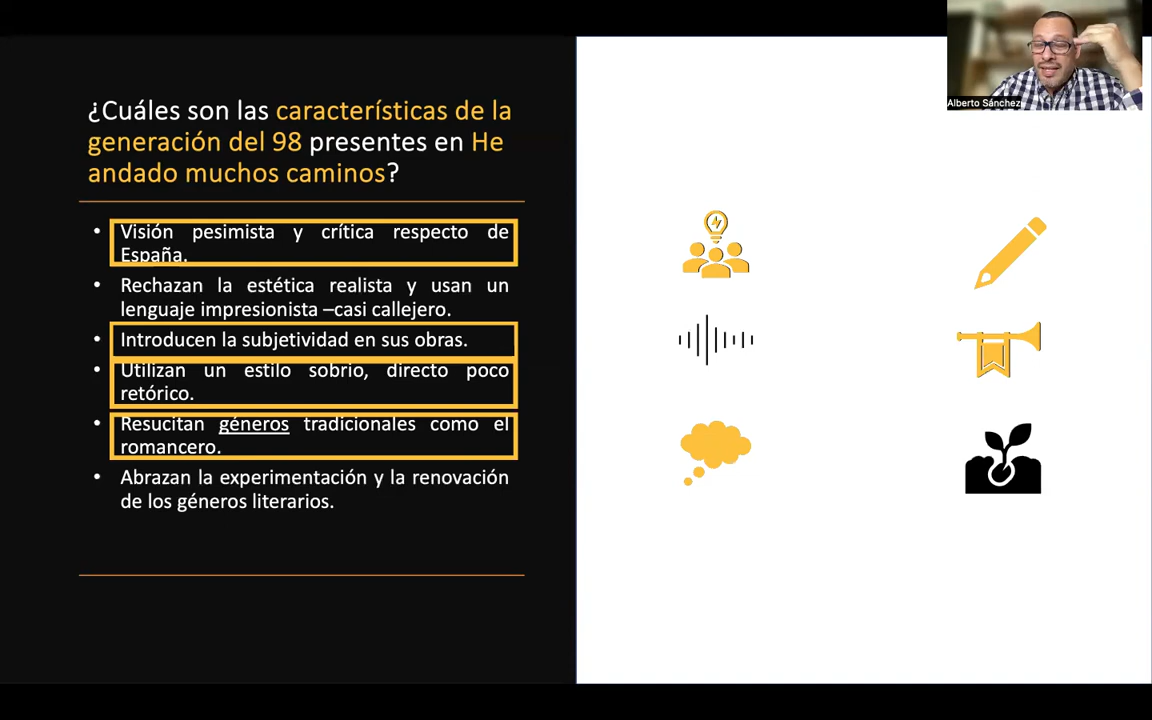 ¿Cuáles son las características de la
generación del 98 presentes en He
andado muchos caminos?
• Visión pesimista y crítica respecto de
España.
• Rechazan la estética realista y usan un
lenguaje impresionista –casi callejero.
• Introducen la subjetividad en sus obras.
• Utilizan un estilo sobrio, directo poco
retórico.
• Resucitan géneros tradicionales como el
romancero.
• Abrazan la experimentación y la renovación
de los géneros literarios.
Alberto Sánchez